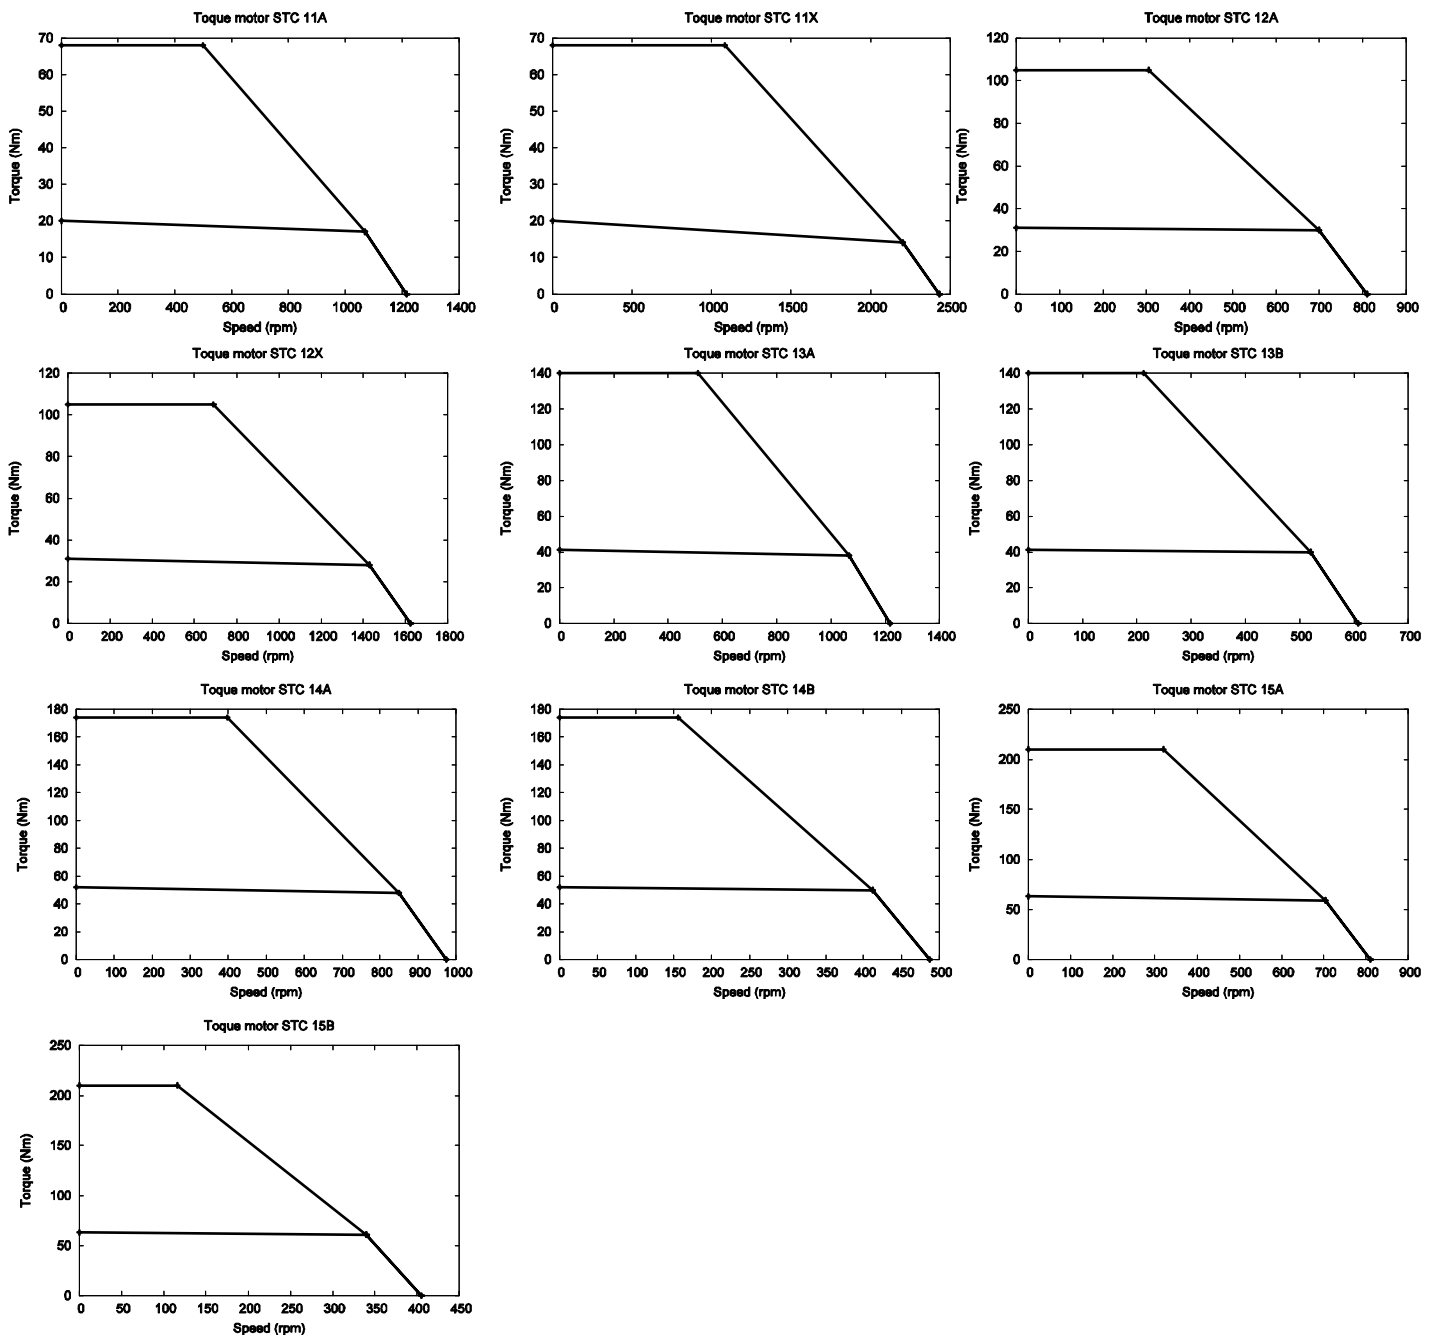 Toque motor STC 11A
70
60
50
40
30
20
10
0
Torque (Nm)
0 200 400 600 800 1000 1200 1400
Speed (rpm)
Toque motor STC 11X
70
60
50
40
30
20
10
0
Torque (Nm)
0 500 1000 1500 2000 2500
Speed (rpm)
Toque motor STC 12A
120
100
80
60
40
20
0
Torque (Nm)
0 100 200 300 400 500 600 700 800 900
Speed (rpm)
Toque motor STC 12X
120
100
80
60
40
20
0
Torque (Nm)
0 200 400 600 800 1000 1200 1400 1600 1800
Speed (rpm)
Toque motor STC 13A
140
120
100
80
60
40
20
0
Torque (Nm)
0 200 400 600 800 1000 1200 1400
Speed (rpm)
Toque motor STC 13B
140
120
100
80
60
40
20
0
Torque (Nm)
0 100 200 300 400 500 600 700
Speed (rpm)
Toque motor STC 14A
180
160
140
120
100
80
60
40
20
0
Torque (Nm)
0 100 200 300 400 500 600 700 800 900 1000
Speed (rpm)
Toque motor STC 14B
180
160
140
120
100
80
60
40
20
0
Torque (Nm)
0 50 100 150 200 250 300 350 400 450 500
Speed (rpm)
Toque motor STC 15A
250
200
150
100
50
0
Torque (Nm)
0 100 200 300 400 500 600 700 800 900
Speed (rpm)
Toque motor STC 15B
250
200
150
100
50
0
Torque (Nm)
0 50 100 150 200 250 300 350 400 450
Speed (rpm)